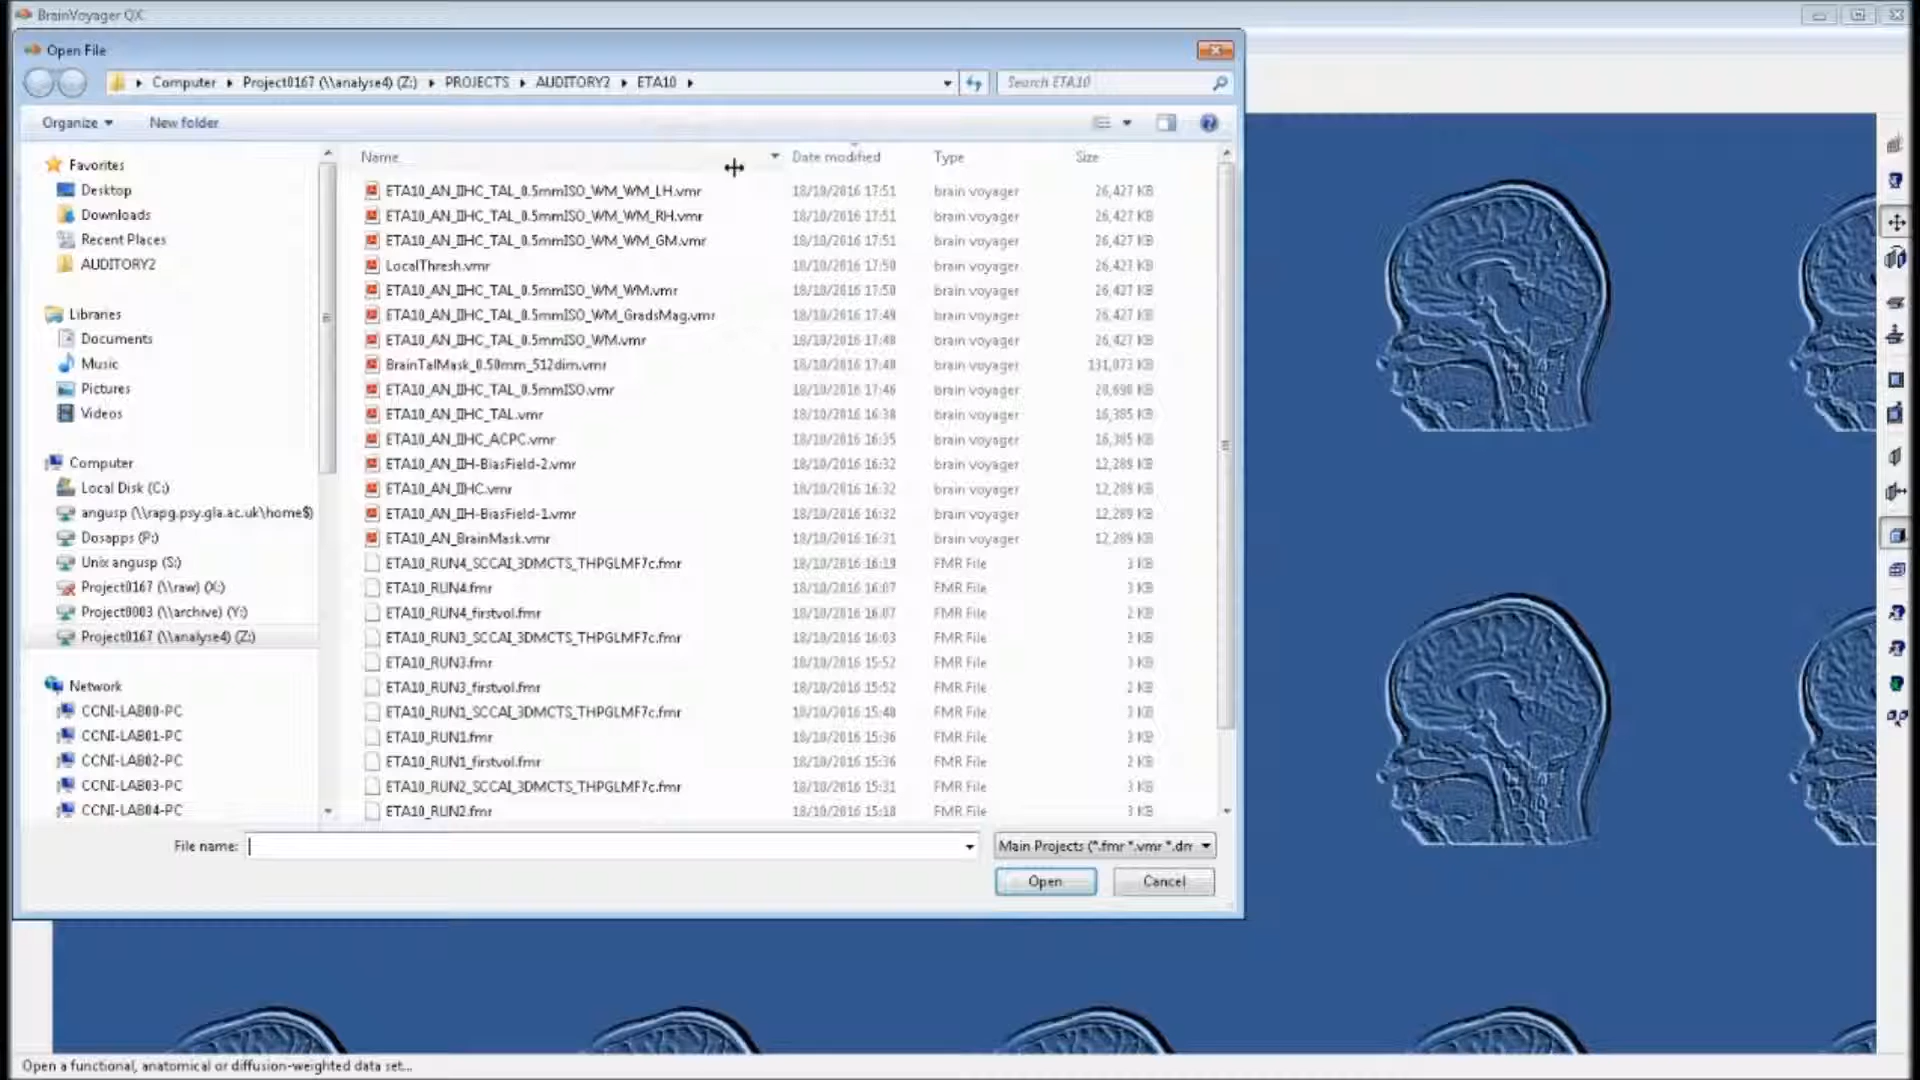 BrainVoyager QX
Open File
Computer Project0167 (\\analyse4) (Z:) PROJECTS AUDITORY2 ETA10
Search ETA10
Organize New folder
Name Date modified Type Size
Favorites
Desktop
Downloads
Recent Places
AUDITORY2
Libraries
Documents
Music
Pictures
Videos
Computer
Local Disk (C:)
angusp (\\rapg.psy.gla.ac.uk\home$)
Dosapps (P:)
Unix angusp (S:)
Project0167 (\\raw) (X:)
Project0003 (\\archive) (Y:)
Project0167 (\\analyse4) (Z:)
Network
CCNI-LAB00-PC
CCNI-LAB01-PC
CCNI-LAB02-PC
CCNI-LAB03-PC
CCNI-LAB04-PC
ETA10_AN_IIHC_TAL_0.5mmISO_WM_WM_LH.vmr 18/10/2016 17:51 brain voyager 26,427 KB
ETA10_AN_IIHC_TAL_0.5mmISO_WM_WM_RH.vmr 18/10/2016 17:51 brain voyager 26,427 KB
ETA10_AN_IIHC_TAL_0.5mmISO_WM_WM_GM.vmr 18/10/2016 17:51 brain voyager 26,427 KB
LocalThresh.vmr 18/10/2016 17:50 brain voyager 26,427 KB
ETA10_AN_IIHC_TAL_0.5mmISO_WM_WM.vmr 18/10/2016 17:50 brain voyager 26,427 KB
ETA10_AN_IIHC_TAL_0.5mmISO_WM_GradsMag.vmr 18/10/2016 17:49 brain voyager 26,427 KB
ETA10_AN_IIHC_TAL_0.5mmISO_WM.vmr 18/10/2016 17:48 brain voyager 26,427 KB
BrainTalMask_0.50mm_512dim.vmr 18/10/2016 17:48 brain voyager 131,073 KB
ETA10_AN_IIHC_TAL_0.5mmISO.vmr 18/10/2016 17:46 brain voyager 28,690 KB
ETA10_AN_IIHC_TAL.vmr 18/10/2016 16:38 brain voyager 16,385 KB
ETA10_AN_IIHC_ACPC.vmr 18/10/2016 16:35 brain voyager 16,385 KB
ETA10_AN_IIH-BiasField-2.vmr 18/10/2016 16:32 brain voyager 12,289 KB
ETA10_AN_IIHC.vmr 18/10/2016 16:32 brain voyager 12,289 KB
ETA10_AN_IIH-BiasField-1.vmr 18/10/2016 16:32 brain voyager 12,289 KB
ETA10_AN_BrainMask.vmr 18/10/2016 16:31 brain voyager 12,289 KB
ETA10_RUN4_SCCAI_3DMCTS_THPGLMF7c.fmr 18/10/2016 16:19 FMR File 3 KB
ETA10_RUN4.fmr 18/10/2016 16:07 FMR File 3 KB
ETA10_RUN4_firstvol.fmr 18/10/2016 16:07 FMR File 2 KB
ETA10_RUN3_SCCAI_3DMCTS_THPGLMF7c.fmr 18/10/2016 16:03 FMR File 3 KB
ETA10_RUN3.fmr 18/10/2016 15:52 FMR File 3 KB
ETA10_RUN3_firstvol.fmr 18/10/2016 15:52 FMR File 2 KB
ETA10_RUN1_SCCAI_3DMCTS_THPGLMF7c.fmr 18/10/2016 15:48 FMR File 3 KB
ETA10_RUN1.fmr 18/10/2016 15:36 FMR File 3 KB
ETA10_RUN1_firstvol.fmr 18/10/2016 15:36 FMR File 2 KB
ETA10_RUN2_SCCAI_3DMCTS_THPGLMF7c.fmr 18/10/2016 15:31 FMR File 3 KB
ETA10_RUN2.fmr 18/10/2016 15:18 FMR File 3 KB
File name:
Main Projects (*.fmr *.vmr *.dm
Open Cancel
Open a functional, anatomical or diffusion-weighted data set...